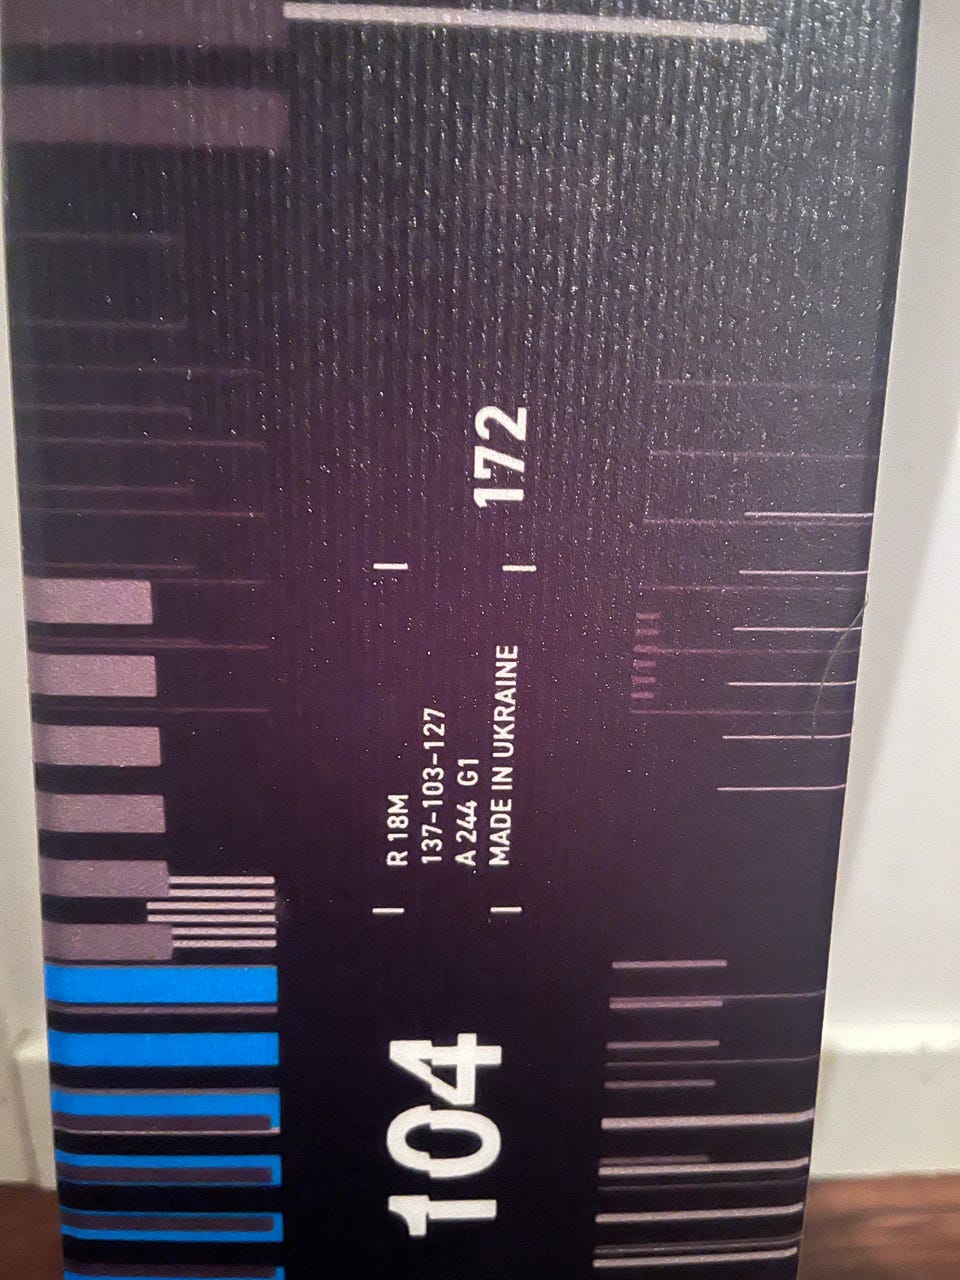 104
R 18M
137-103-127
A 244 G1
MADE IN UKRAINE
172